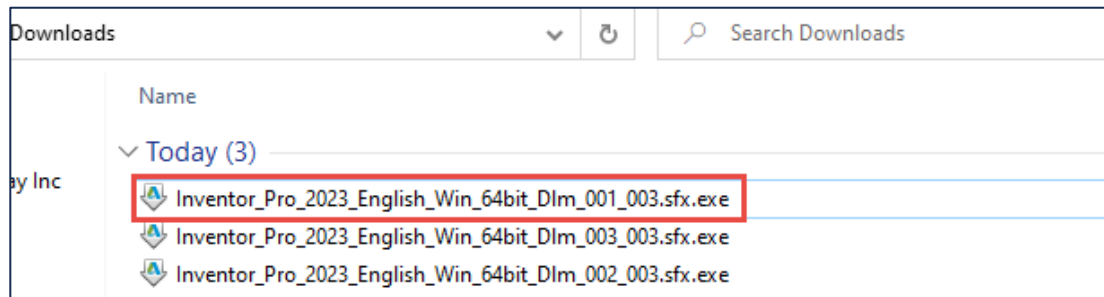 Downloads
Search Downloads
Name
Today (3)
ay Inc
Inventor_Pro_2023_English_Win_64bit_Dlm_001_003.sfx.exe
Inventor_Pro_2023_English_Win_64bit_Dlm_003_003.sfx.exe
Inventor_Pro_2023_English_Win_64bit_Dlm_002_003.sfx.exe